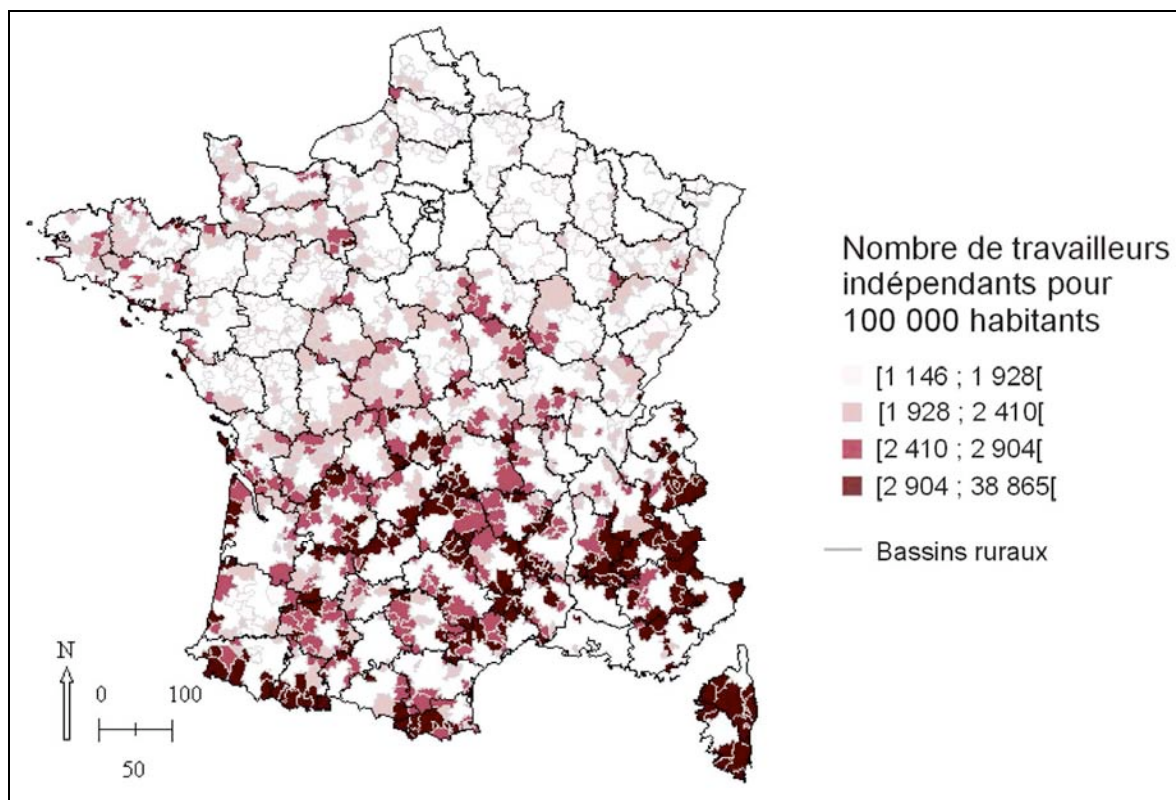 Nombre de travailleurs
indépendants pour
100 000 habitants
[1 146 ; 1 928[
[1 928 ; 2 410[
[2 410 ; 2 904[
[2 904 ; 38 865[
Bassins ruraux
N
0 100
50